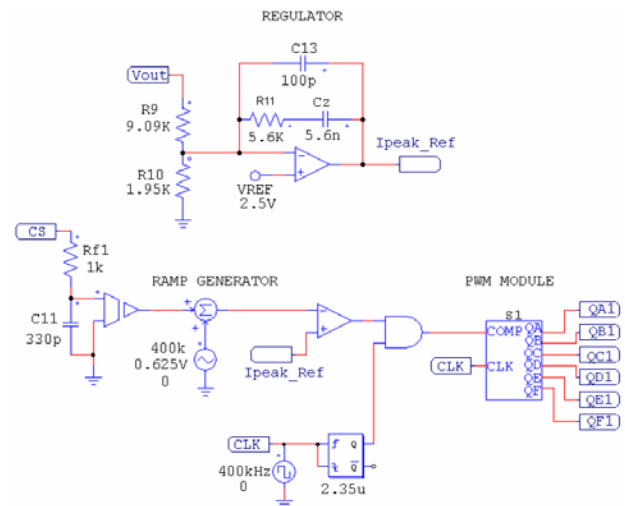 REGULATOR
C13
100p
Vout
R9
9.09K
R11
5.6K
Cz
5.6n
Ipeak_Ref
R10
1.95K
VREF
2.5V
CS
Rf1
1k
RAMP GENERATOR
PWM MODULE
C11
330p
400k
0.625V
0
Ipeak_Ref
s1
COMP
CLK
CLK
QA
QB
QC
QD
QE
QF
QA1
QB1
QC1
QD1
QE1
QF1
CLK
400kHz
0
Q
Q
2.35u